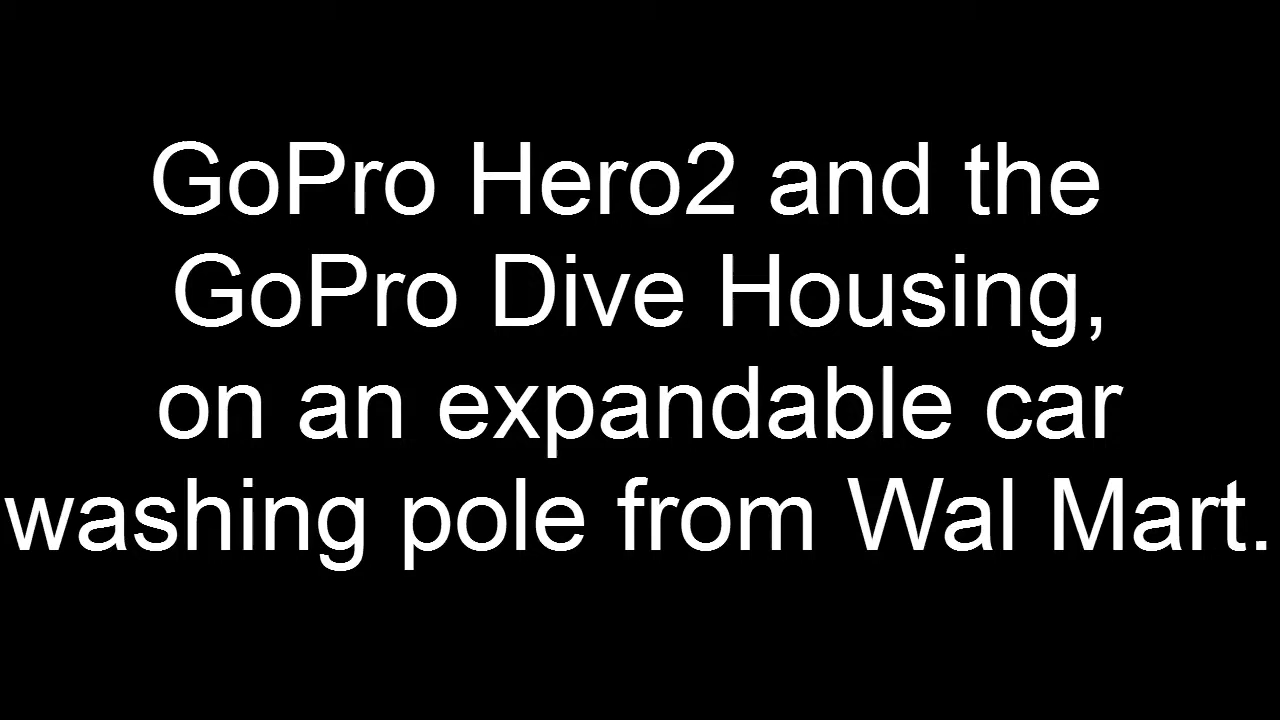 GoPro Hero2 and the
GoPro Dive Housing,
on an expandable car
washing pole from Wal Mart.